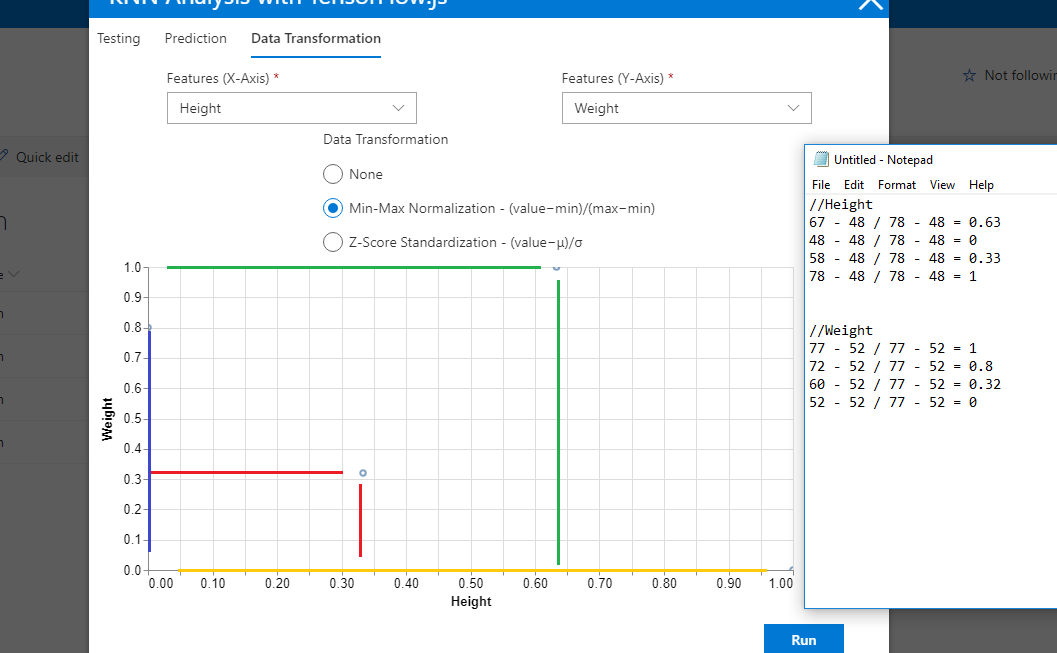 KNN Analysis with TensorFlow.js
Testing Prediction Data Transformation
Features (X-Axis) *
Features (Y-Axis) *
Height
Weight
Data Transformation
None
Min-Max Normalization - (value−min)/(max−min)
Z-Score Standardization - (value−μ)/σ
1.0
0.9
0.8
0.7
0.6
0.5
0.4
0.3
0.2
0.1
0.0
Weight
0.00 0.10 0.20 0.30 0.40 0.50 0.60 0.70 0.80 0.90 1.00
Height
Run
Quick edit
Not followin
Untitled - Notepad
File Edit Format View Help
//Height
67 - 48 / 78 - 48 = 0.63
48 - 48 / 78 - 48 = 0
58 - 48 / 78 - 48 = 0.33
78 - 48 / 78 - 48 = 1
//Weight
77 - 52 / 77 - 52 = 1
72 - 52 / 77 - 52 = 0.8
60 - 52 / 77 - 52 = 0.32
52 - 52 / 77 - 52 = 0